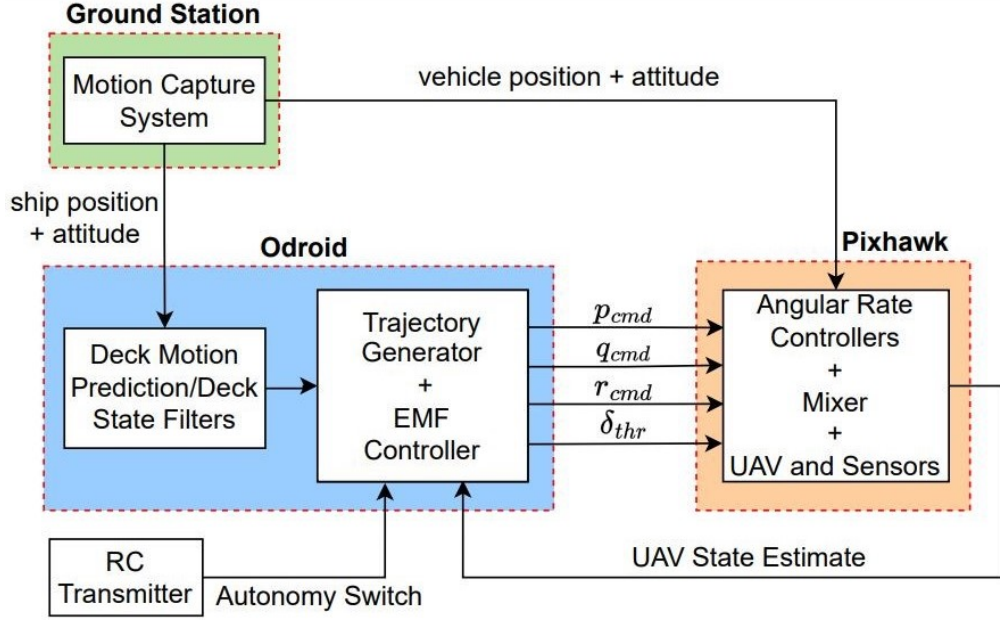 Ground Station
Motion Capture
System
vehicle position + attitude
ship position
+ attitude
Odroid
Pixhawk
Deck Motion
Prediction/Deck
State Filters
Trajectory
Generator
+
EMF
Controller
p_cmd
q_cmd
r_cmd
δ_thr
Angular Rate
Controllers
+
Mixer
+
UAV and Sensors
RC
Transmitter
Autonomy Switch
UAV State Estimate